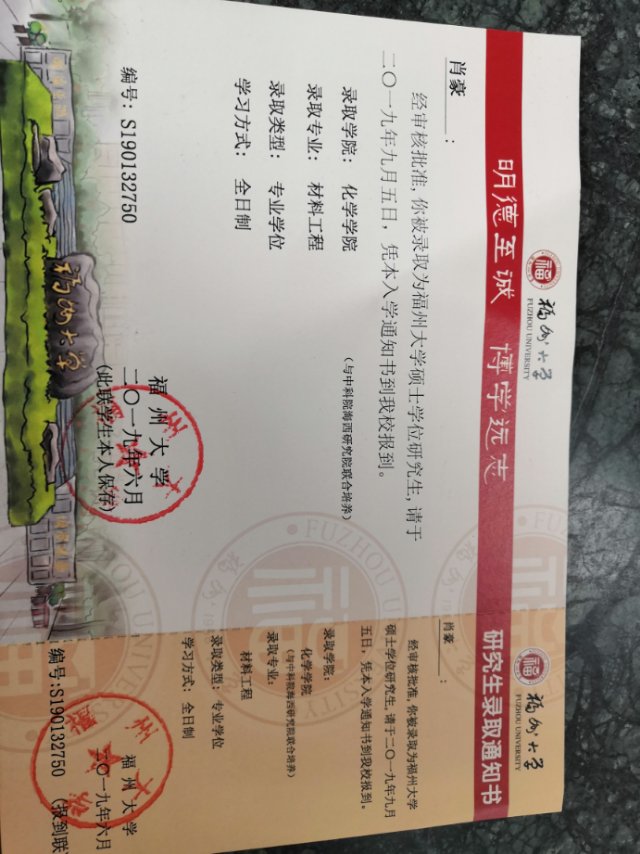 福州大学
FUZHOU UNIVERSITY
明德至诚 博学远志
肖豪：
经审核批准，你被录取为福州大学硕士学位研究生，请于
二〇一九年九月五日，凭本入学通知书到我校报到。
录取学院：化学学院
（与中科院海西研究院联合培养）
录取专业：材料工程
录取类型：专业学位
学习方式：全日制
福州大学
二〇一九年六月
编号：S190132750
(此联学生本人保存)
福州大学
福州大学
FUZHOU UNIVERSITY
研究生录取通知书
肖豪：
经审核批准，你被录取为福州大学
硕士学位研究生，请于二〇一九年九月
五日，凭本入学通知书到我校报到。
录取学院：
化学学院
（与中科院海西研究院联合培养）
录取专业：
材料工程
录取类型：专业学位
学习方式：全日制
福州大学
二〇一九年六月
编号:S190132750 (报到联
FUZHOU UNIVERSITY